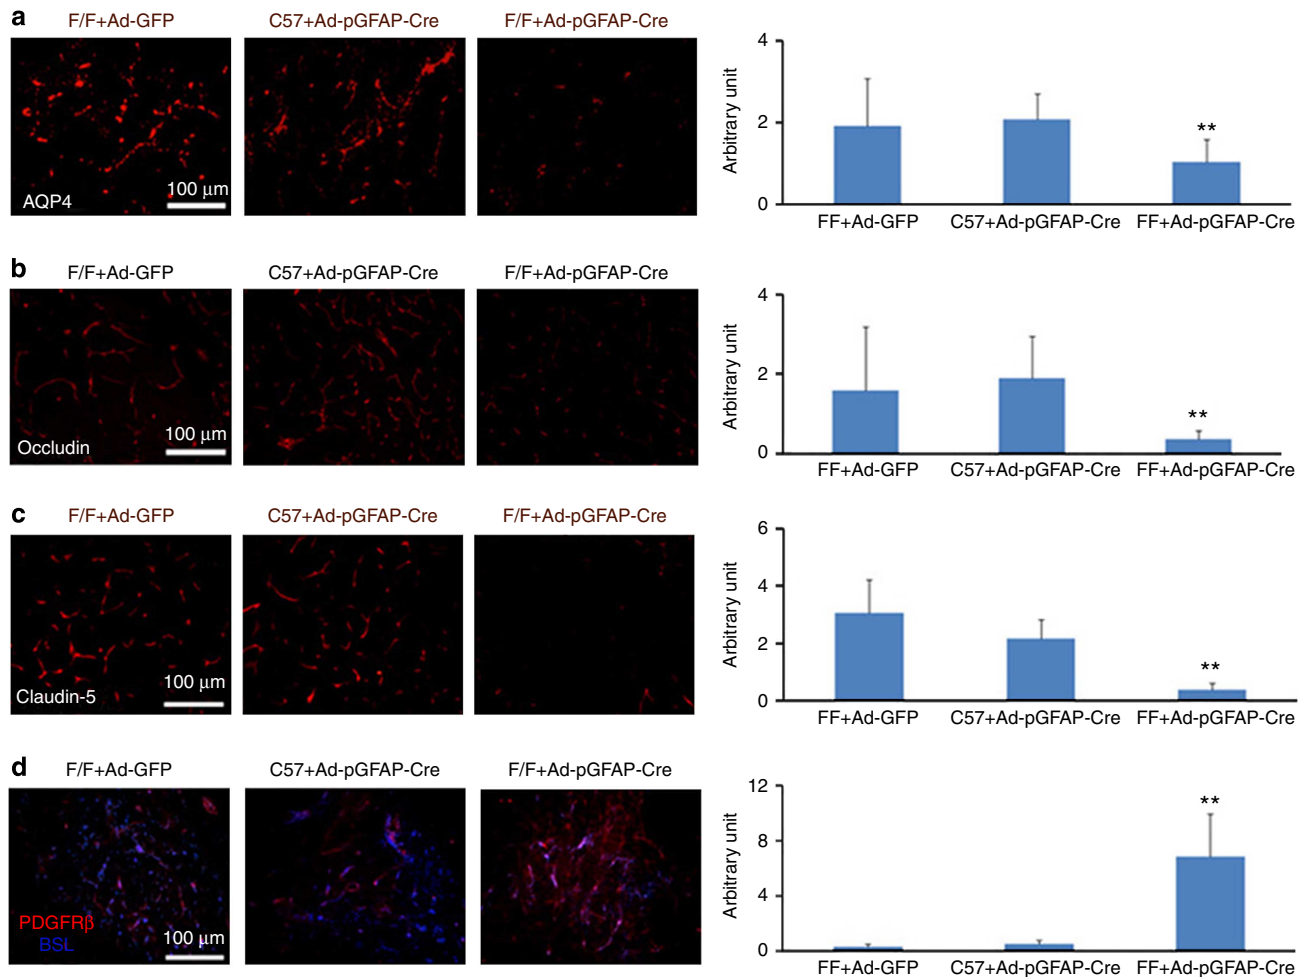 a
F/F+Ad-GFP C57+Ad-pGFAP-Cre F/F+Ad-pGFAP-Cre
AQP4
100 μm
Arbitrary unit
4
2
0
**
FF+Ad-GFP C57+Ad-pGFAP-Cre FF+Ad-pGFAP-Cre
b
F/F+Ad-GFP C57+Ad-pGFAP-Cre F/F+Ad-pGFAP-Cre
Occludin
100 μm
Arbitrary unit
4
2
0
**
FF+Ad-GFP C57+Ad-pGFAP-Cre FF+Ad-pGFAP-Cre
c
F/F+Ad-GFP C57+Ad-pGFAP-Cre F/F+Ad-pGFAP-Cre
Claudin-5
100 μm
Arbitrary unit
6
4
2
0
**
FF+Ad-GFP C57+Ad-pGFAP-Cre FF+Ad-pGFAP-Cre
d
F/F+Ad-GFP C57+Ad-pGFAP-Cre F/F+Ad-pGFAP-Cre
PDGFRβ
BSL
100 μm
Arbitrary unit
12
8
4
0
**
FF+Ad-GFP C57+Ad-pGFAP-Cre FF+Ad-pGFAP-Cre